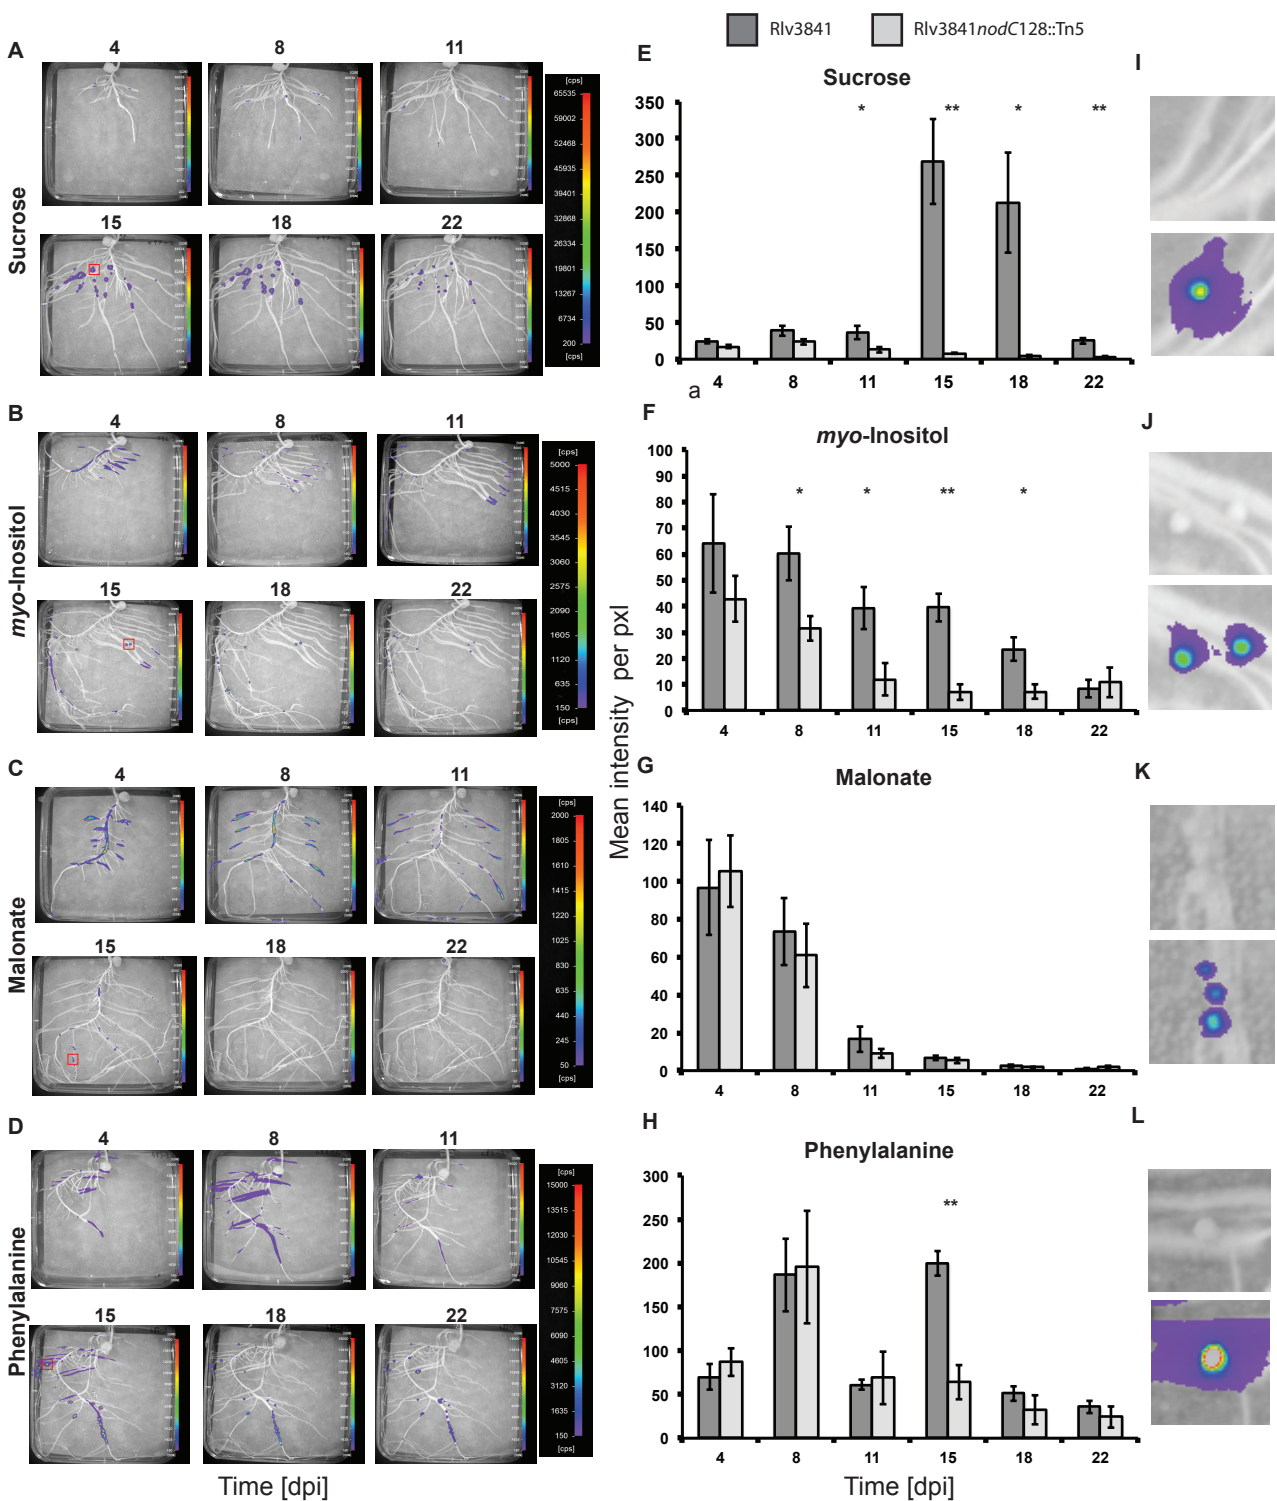 Rlv3841 Rlv3841nodC128::Tn5
A
Sucrose
4 8 11
15 18 22
[cps]
65535
59002
52468
45935
39401
32868
26334
19801
13267
6734
200
[cps]
E
Sucrose
* ** * **
350
300
250
200
150
100
50
0
4 8 11 15 18 22
a
I
B
myo-Inositol
4 8 11
15 18 22
[cps]
5000
4515
4030
3545
3060
2575
2090
1605
1120
635
150
[cps]
F
myo-Inositol
* * ** *
100
90
80
70
60
50
40
30
20
10
0
4 8 11 15 18 22
J
Mean intensity per pxl
C
Malonate
4 8 11
15 18 22
[cps]
2000
1805
1610
1415
1220
1025
830
635
440
245
50
[cps]
G
Malonate
140
120
100
80
60
40
20
0
4 8 11 15 18 22
K
D
Phenylalanine
4 8 11
15 18 22
[cps]
15000
13515
12030
10545
9060
7575
6090
4605
3120
1635
150
[cps]
Time [dpi]
H
Phenylalanine
**
300
250
200
150
100
50
0
4 8 11 15 18 22
Time [dpi]
L